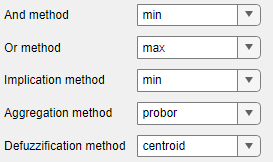 And method min
Or method max
Implication method min
Aggregation method probor
Defuzzification method centroid